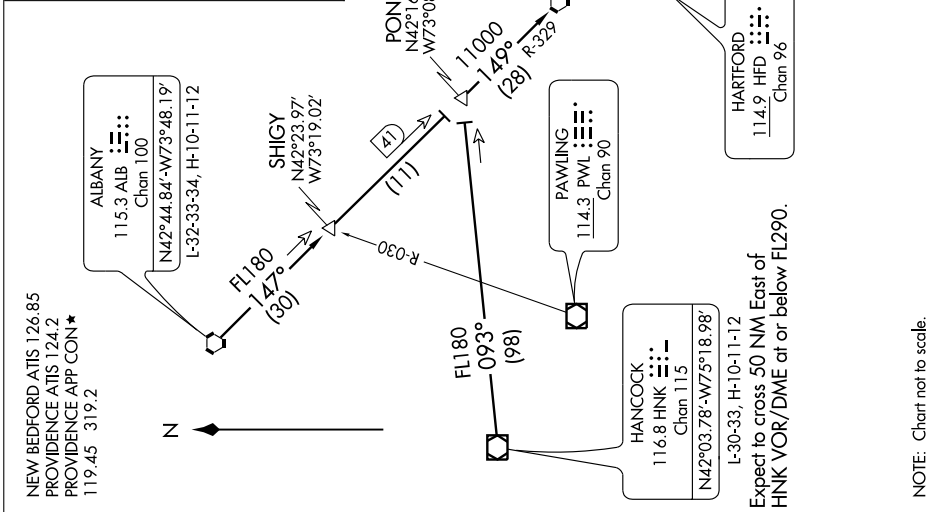 NEW BEDFORD ATIS 126.85
PROVIDENCE ATIS 124.2
PROVIDENCE APP CON ★
119.45 319.2
N
ALBANY
115.3 ALB
Chan 100
N42°44.84'-W73°48.19'
L-32-33-34, H-10-11-12
SHIGY
N42°23.97'
W73°19.02'
FL180
147°
(30)
41
(11)
11000
149°
R-329
(28)
R-030
FL180
093°
(98)
HARTFORD
114.9 HFD
Chan 96
PAWLING
114.3 PWL
Chan 90
HANCOCK
116.8 HNK
Chan 115
N42°03.78'-W75°18.98'
L-30-33, H-10-11-12
Expect to cross 50 NM East of
HNK VOR/DME at or below FL290.
NOTE: Chart not to scale.